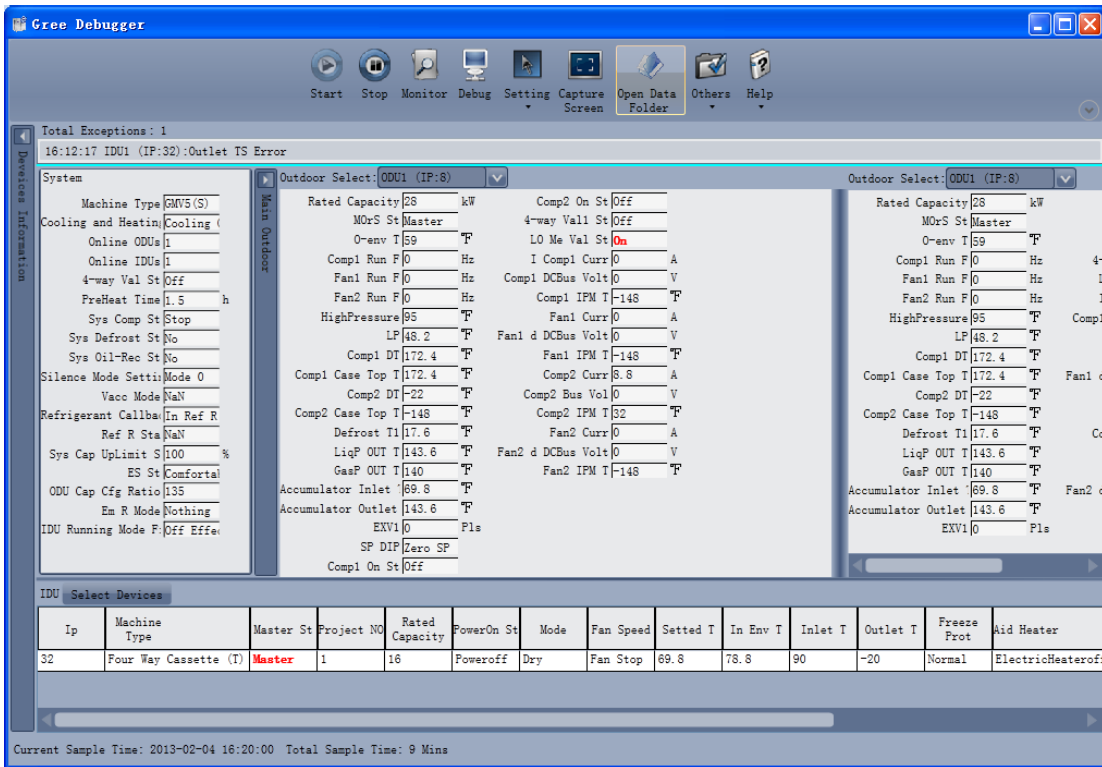 Gree Debugger
Start Stop Monitor Debug Setting Capture Screen Open Data Folder Others Help
Total Exceptions: 1
16:12:17 IDU1 (IP:32):Outlet TS Error
Deveices Information
System
Machine Type GMV5(S)
Cooling and Heatin Cooling
Online ODUs 1
Online IDUs 1
4-way Val St Off
PreHeat Time 1.5 h
Sys Comp St Stop
Sys Defrost St No
Sys Oil-Rec St No
Silence Mode Setti Mode 0
Vacc Mode NaN
Refrigerant Callba In Ref R
Ref R Sta NaN
Sys Cap UpLimit S 100 %
ES St Comforta
ODU Cap Cfg Ratio 135
Em R Mode Nothing
IDU Running Mode F: Off Effe
Main Outdoor
Outdoor Select: ODU1 (IP:8)
Rated Capacity 28 kW
MOrS St Master
O-env T 59 ℉
Comp1 Run F 0 Hz
Fan1 Run F 0 Hz
Fan2 Run F 0 Hz
HighPressure 95 ℉
LP 48.2 ℉
Comp1 DT 172.4 ℉
Comp1 Case Top T 172.4 ℉
Comp2 DT -22 ℉
Comp2 Case Top T -148 ℉
Defrost T1 17.6 ℉
LiqP OUT T 143.6 ℉
GasP OUT T 140 ℉
Accumulator Inlet 69.8 ℉
Accumulator Outlet 143.6 ℉
EXV1 0 Pls
SP DIP Zero SP
Comp1 On St Off
Comp2 On St Off
4-way Val1 St Off
LO Me Val St On
I Comp1 Curr 0 A
Comp1 DCBus Volt 0 V
Comp1 IPM T -148 ℉
Fan1 Curr 0 A
Fan1 d DCBus Volt 0 V
Fan1 IPM T -148 ℉
Comp2 Curr 8.8 A
Comp2 Bus Vol 0 V
Comp2 IPM T 32 ℉
Fan2 Curr 0 A
Fan2 d DCBus Volt 0 V
Fan2 IPM T -148 ℉
Outdoor Select: ODU1 (IP:8)
Rated Capacity 28 kW
MOrS St Master
O-env T 59 ℉
Comp1 Run F 0 Hz 4-
Fan1 Run F 0 Hz
Fan2 Run F 0 Hz
HighPressure 95 ℉ Comp
LP 48.2 ℉
Comp1 DT 172.4 ℉
Comp1 Case Top T 172.4 ℉ Fan1
Comp2 DT -22 ℉
Comp2 Case Top T -148 ℉
Defrost T1 17.6 ℉
LiqP OUT T 143.6 ℉
GasP OUT T 140 ℉
Accumulator Inlet 69.8 ℉ Fan2
Accumulator Outlet 143.6 ℉
EXV1 0 Pls
IDU Select Devices
Ip Machine Type Master St Project NO Rated Capacity PowerOn St Mode Fan Speed Setted T In Env T Inlet T Outlet T Freeze Prot Aid Heater
32 Four Way Cassette (T) Master 1 16 Poweroff Dry Fan Stop 69.8 78.8 90 -20 Normal ElectricHeaterof
Current Sample Time: 2013-02-04 16:20:00 Total Sample Time: 9 Mins